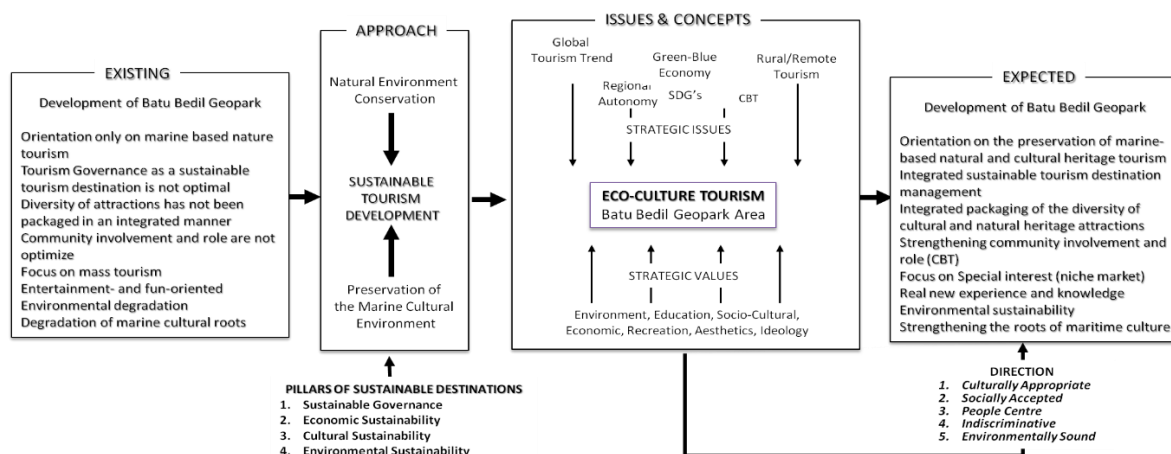 EXISTING
Development of Batu Bedil Geopark
Orientation only on marine based nature
tourism
Tourism Governance as a sustainable
tourism destination is not optimal
Diversity of attractions has not been
packaged in an integrated manner
Community involvement and role are not
optimize
Focus on mass tourism
Entertainment- and fun-oriented
Environmental degradation
Degradation of marine cultural roots
APPROACH
Natural Environment
Conservation
SUSTAINABLE
TOURISM
DEVELOPMENT
Preservation of
the Marine Cultural
Environment
PILLARS OF SUSTAINABLE DESTINATIONS
1. Sustainable Governance
2. Economic Sustainability
3. Cultural Sustainability
4. Environmental Sustainability
ISSUES & CONCEPTS
Global
Tourism Trend
Green-Blue
Economy
Rural/Remote
Tourism
Regional
Autonomy
SDG's
CBT
STRATEGIC ISSUES
ECO-CULTURE TOURISM
Batu Bedil Geopark Area
STRATEGIC VALUES
Environment, Education, Socio-Cultural,
Economic, Recreation, Aesthetics, Ideology
EXPECTED
Development of Batu Bedil Geopark
Orientation on the preservation of marine-
based natural and cultural heritage tourism
Integrated sustainable tourism destination
management
Integrated packaging of the diversity of
cultural and natural heritage attractions
Strengthening community involvement and
role (CBT)
Focus on Special interest (niche market)
Real new experience and knowledge
Environmental sustainability
Strengthening the roots of maritime culture
DIRECTION
1. Culturally Appropriate
2. Socially Accepted
3. People Centre
4. Indiscriminative
5. Environmentally Sound